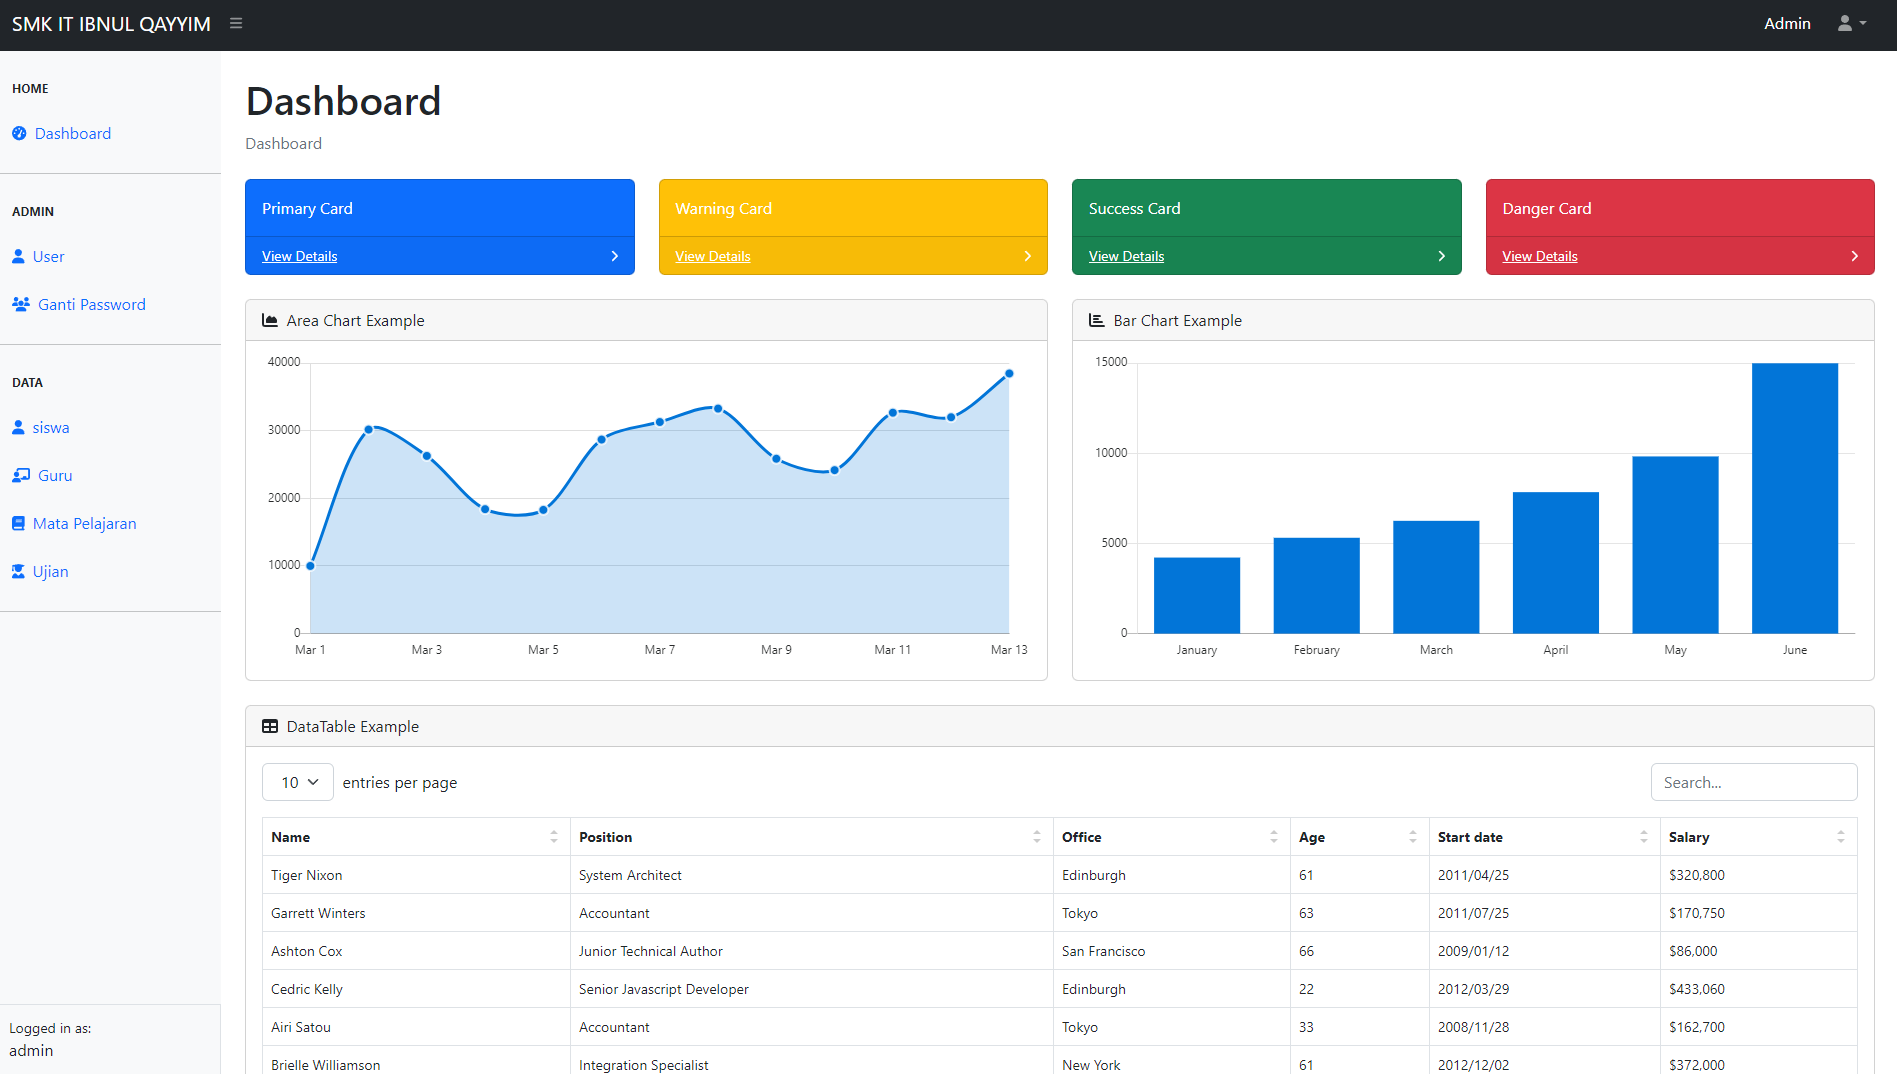 SMK IT IBNUL QAYYIM
Admin
HOME
Dashboard
ADMIN
User
Ganti Password
DATA
siswa
Guru
Mata Pelajaran
Ujian
Logged in as:
admin
Dashboard
Dashboard
Primary Card
View Details
Warning Card
View Details
Success Card
View Details
Danger Card
View Details
Area Chart Example
40000
30000
20000
10000
0
Mar 1 Mar 3 Mar 5 Mar 7 Mar 9 Mar 11 Mar 13
Bar Chart Example
15000
10000
5000
0
January February March April May June
DataTable Example
10 entries per page
Search...
Name Position Office Age Start date Salary
Tiger Nixon System Architect Edinburgh 61 2011/04/25 $320,800
Garrett Winters Accountant Tokyo 63 2011/07/25 $170,750
Ashton Cox Junior Technical Author San Francisco 66 2009/01/12 $86,000
Cedric Kelly Senior Javascript Developer Edinburgh 22 2012/03/29 $433,060
Airi Satou Accountant Tokyo 33 2008/11/28 $162,700
Brielle Williamson Integration Specialist New York 61 2012/12/02 $372,000